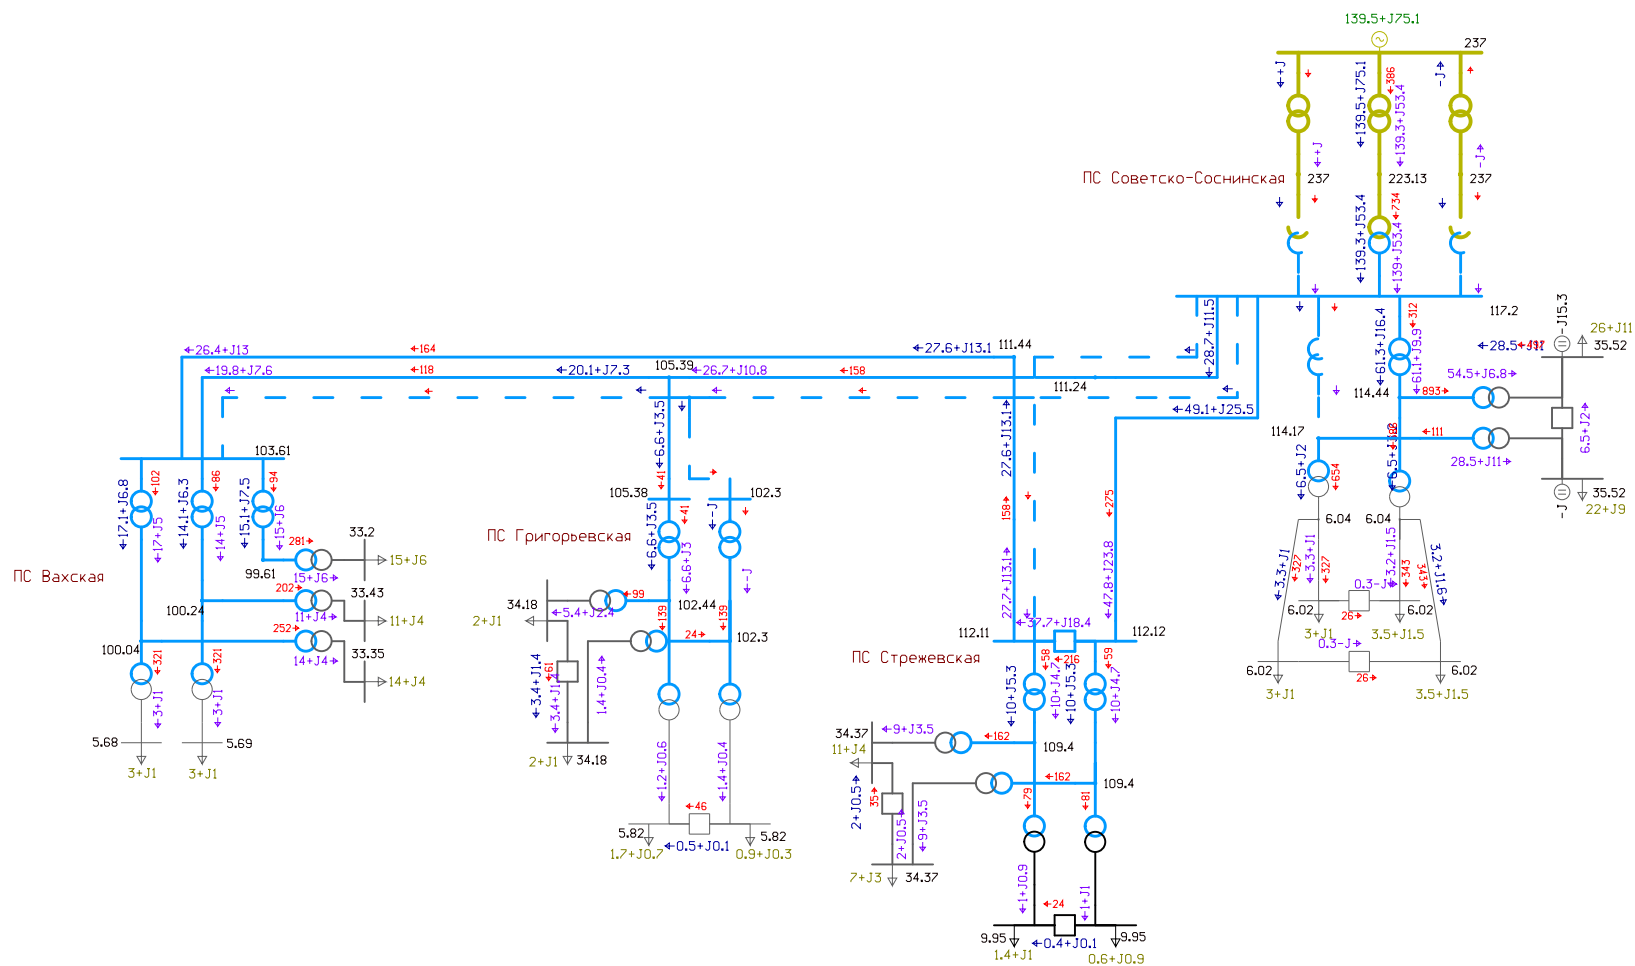 139.5+J75.1
237
←+J
←139.5+J75.1
←386
←139.3+J53.4
-J→
←+J
-J→
ПС Советско-Соснинская
237
223.13
237
←139.3+J53.4
←734
←139+J53.4
117.2
←28.7+J11.5
←312
←61.3+J16.4
←61.1+J9.9
-J15.3
26+J11
35.52
←28.5+J11
54.5+J6.8→
893→
114.44
6.5+J2→
←111
28.5+J11→
114.17
35.52
-J
22+J9
←6.5+J2
←654
6.04
6.04
←3.3+J1
←327
←3.3+J1
←327
←3.2+J1.5
←343
343→
3.2+J1.6→
0.3-J→
6.02
26→
6.02
3+J1
3.5+J1.5
0.3-J→
6.02
26→
6.02
3+J1
3.5+J1.5
←26.4+J13
←164
←27.6+J13.1
111.44
←19.8+J7.6
←118
←20.1+J7.3
105.39
←26.7+J10.8
←158
111.24
←49.1+J25.5
103.61
←17.1+J6.8
←102
←17+J5
←14.1+J6.3
←86
←14+J5
←15.1+J7.5
←94
←15+J6
ПС Вахская
281→
33.2
15+J6
15+J6→
99.61
202→
33.43
11+J4→
11+J4
100.24
252→
33.35
14+J4→
14+J4
100.04
←321
←321
←3+J1
←3+J1
5.68
5.69
3+J1
3+J1
←6.6+J3.5
←41
105.38
102.3
ПС Григорьевская
←6.6+J3.5
←41
←6.6+J3
←-J
←-J
←99
34.18
←5.4+J2.4
2+J1
102.44
←139
←139
24→
102.3
←3.4+J1.4
←61
←3.4+J1.4
1.4+J0.4→
2+J1
34.18
←1.2+J0.6
←1.4+J0.4
←46
5.82
5.82
←0.5+J0.1
1.7+J0.7
0.9+J0.3
27.6+J13.1→
158→
27.7+J13.1→
←275
←47.8+J23.8
112.11
←37.7+J18.4
←216
112.12
ПС Стрежевская
←58
←59
←10+J5.3
←10+J4.7
←10+J5.3
←10+J4.7
34.37
←9+J3.5
←162
109.4
11+J4
←162
109.4
2+J0.5→
35→
2+J0.5→
←9+J3.5
←79
←81
7+J3
34.37
←1+J0.9
←1+J1
←24
9.95
←0.4+J0.1
9.95
1.4+J1
0.6+J0.9